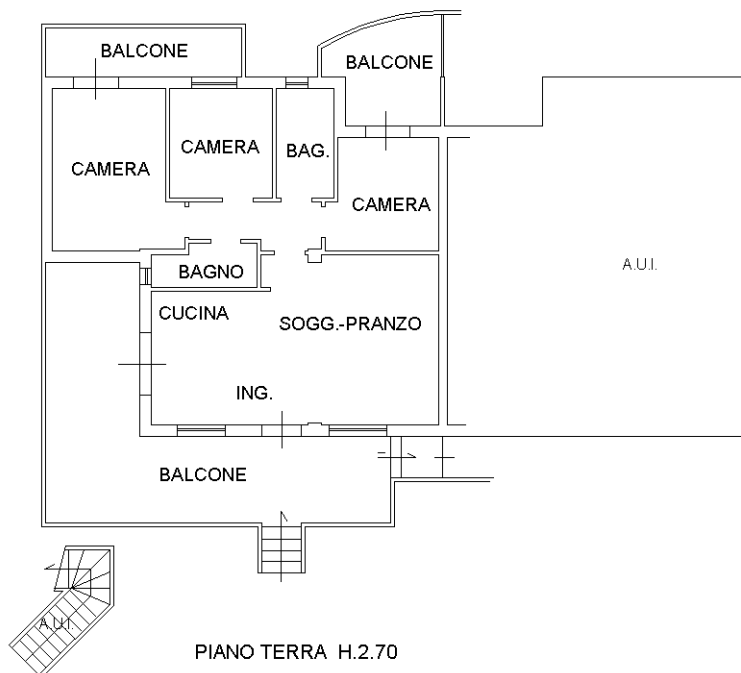 BALCONE
BALCONE
CAMERA
CAMERA
BAG.
CAMERA
BAGNO
A.U.I.
CUCINA
SOGG.-PRANZO
ING.
BALCONE
A.U.I.
PIANO TERRA H.2.70